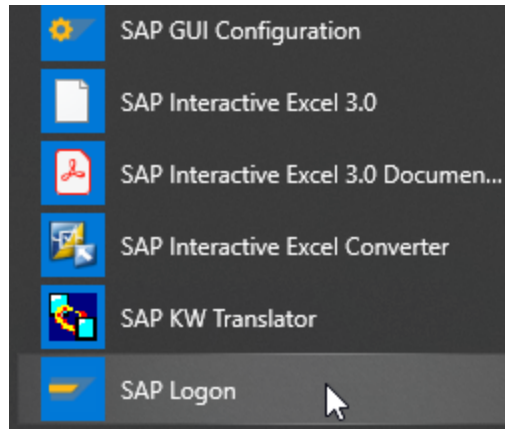 SAP GUI Configuration
SAP Interactive Excel 3.0
SAP Interactive Excel 3.0 Documen...
SAP Interactive Excel Converter
SAP KW Translator
SAP Logon